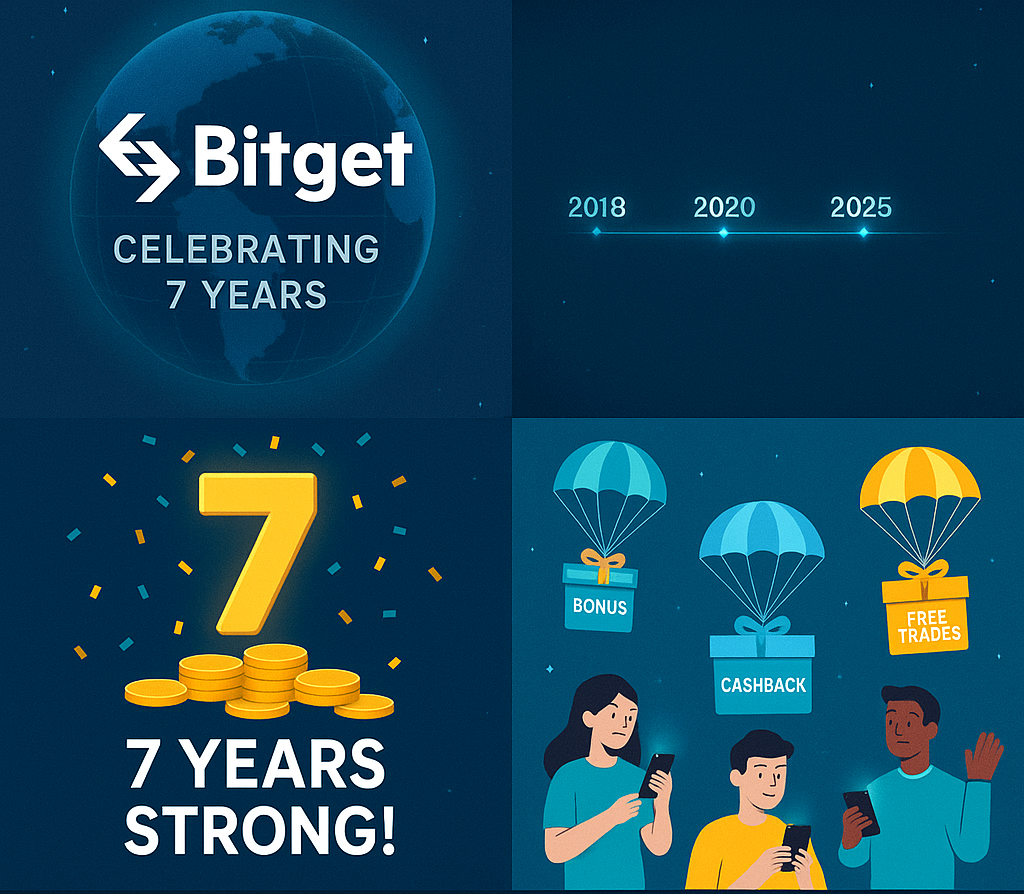 Bitget
CELEBRATING
7 YEARS
2018 2020 2025
7
7 YEARS
STRONG!
BONUS
CASHBACK
FREE
TRADES